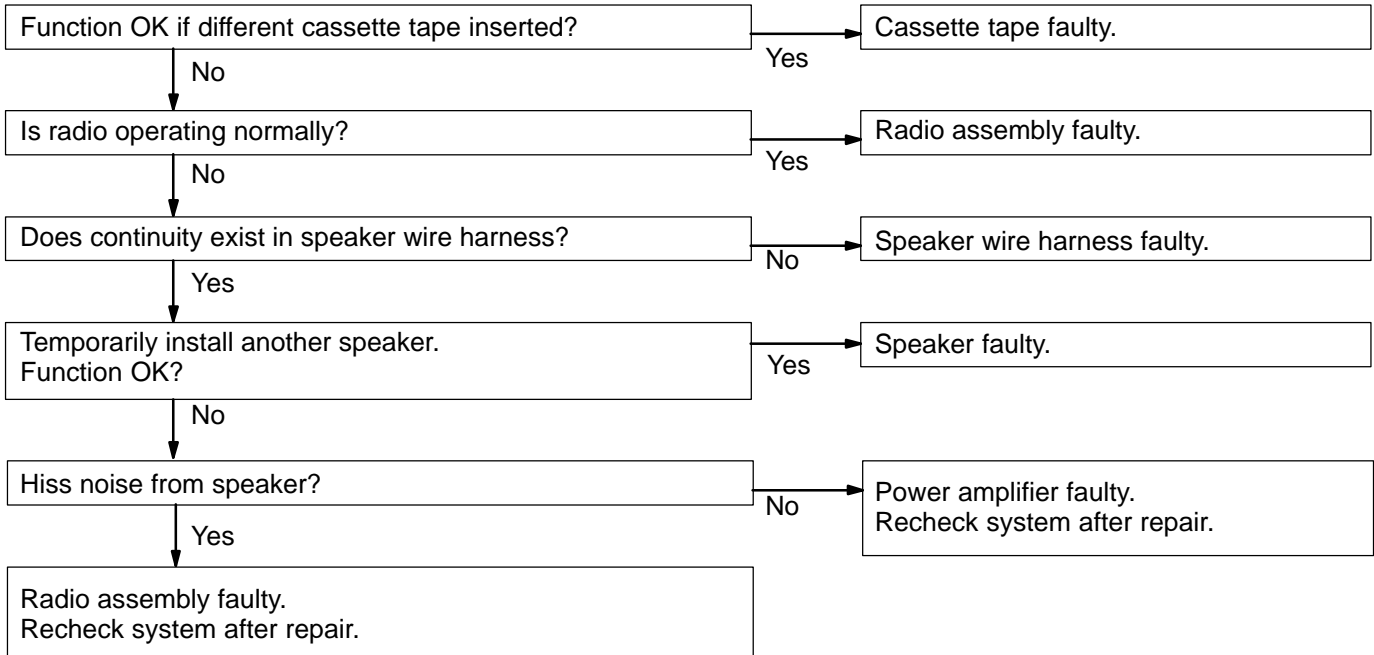 Function OK if different cassette tape inserted?
Yes
Cassette tape faulty.
No
Is radio operating normally?
Yes
Radio assembly faulty.
No
Does continuity exist in speaker wire harness?
No
Speaker wire harness faulty.
Yes
Temporarily install another speaker.
Function OK?
Yes
Speaker faulty.
No
Hiss noise from speaker?
No
Power amplifier faulty.
Recheck system after repair.
Yes
Radio assembly faulty.
Recheck system after repair.